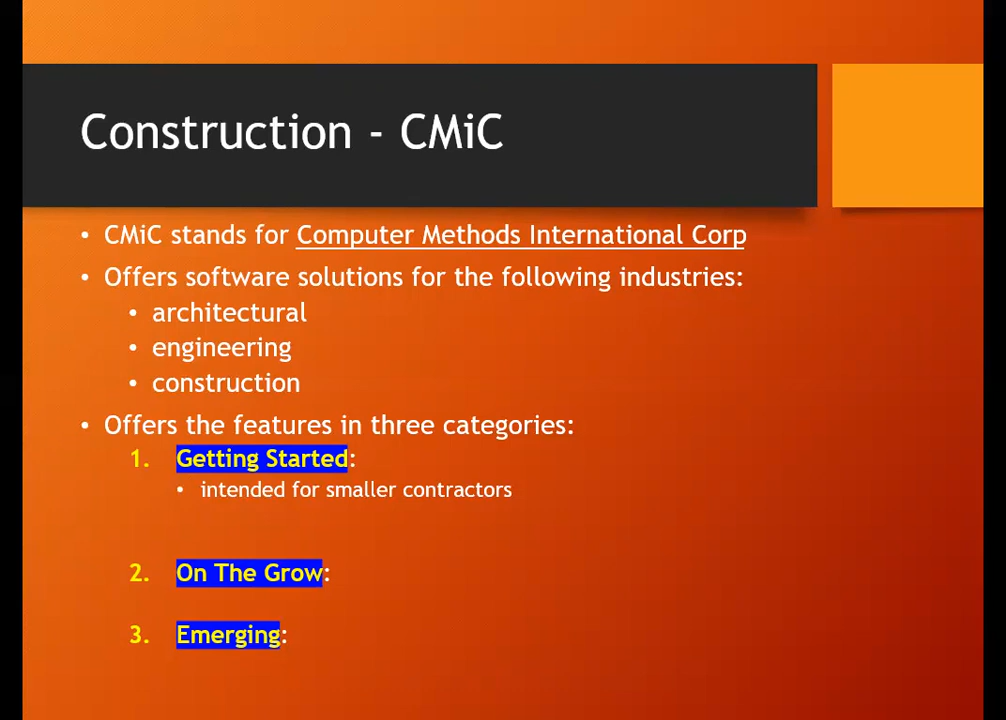 Construction - CMiC
• CMiC stands for Computer Methods International Corp
• Offers software solutions for the following industries:
• architectural
• engineering
• construction
• Offers the features in three categories:
1. Getting Started:
• intended for smaller contractors
2. On The Grow:
3. Emerging: